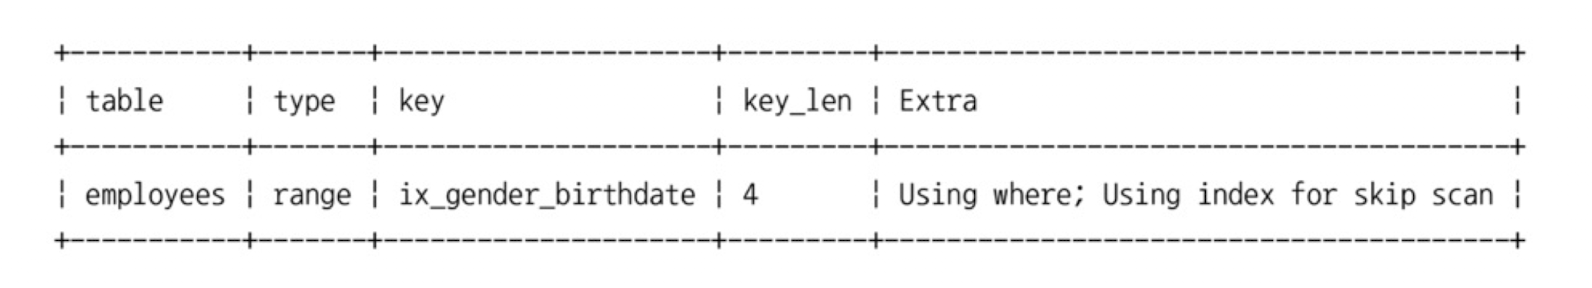 +-----------+-------+----------------------+---------+----------------------------------------+
¦ table ¦ type ¦ key ¦ key_len ¦ Extra ¦
+-----------+-------+----------------------+---------+----------------------------------------+
¦ employees ¦ range ¦ ix_gender_birthdate ¦ 4 ¦ Using where; Using index for skip scan ¦
+-----------+-------+----------------------+---------+----------------------------------------+